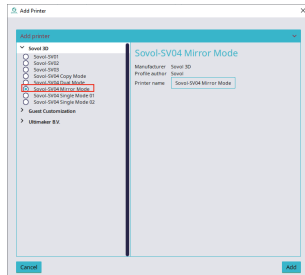 Add Printer
Add printer
Sovol 3D
Sovol-SV01
Sovol-SV02
Sovol-SV03
Sovol-SV04 Copy Mode
Sovol-SV04 Dual Mode
Sovol-SV04 Mirror Mode
Sovol-SV04 Single Mode 01
Sovol-SV04 Single Mode 02
Guest Customization
Ultimaker B.V.
Sovol-SV04 Mirror Mode
Manufacturer Sovol 3D
Profile author Sovol
Printer name Sovol-SV04 Mirror Mode
Cancel
Add